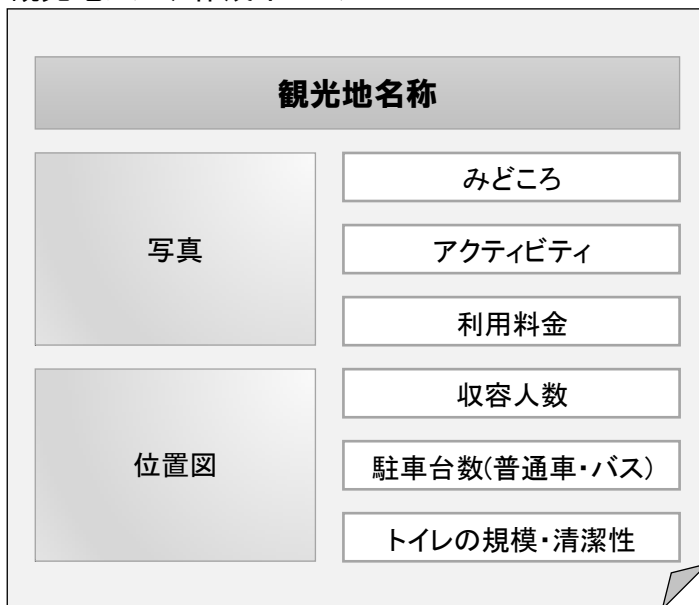 観光地名称
写真
みどころ
アクティビティ
利用料金
位置図
収容人数
駐車台数(普通車・バス)
トイレの規模・清潔性